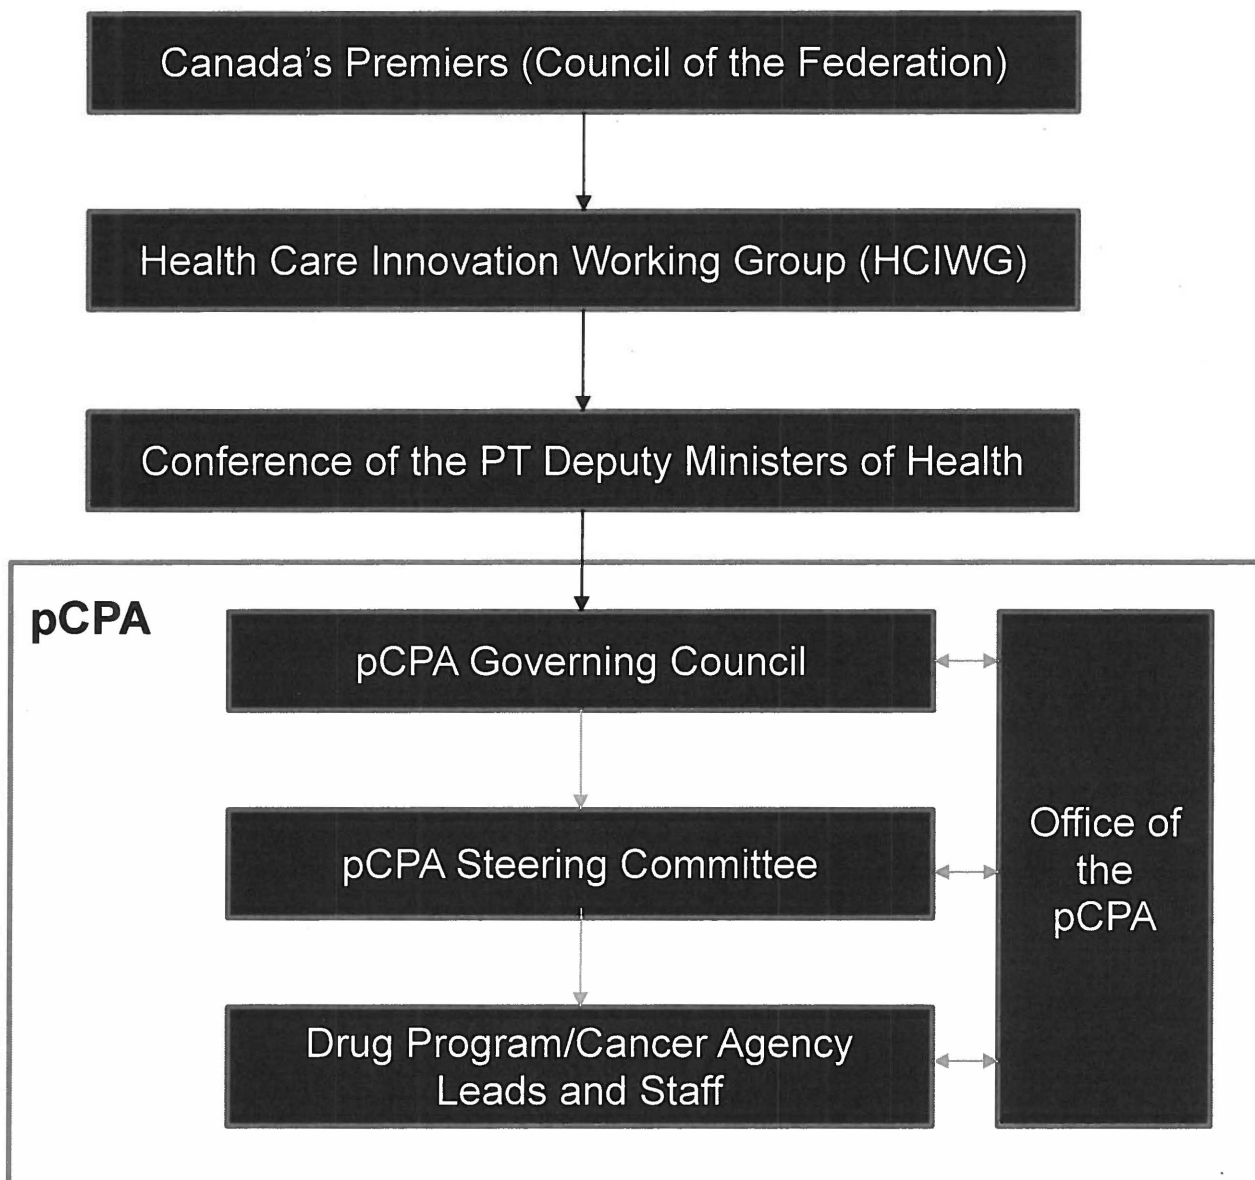 Canada's Premiers (Council of the Federation)
Health Care Innovation Working Group (HCIWG)
Conference of the PT Deputy Ministers of Health
pCPA
pCPA Governing Council
pCPA Steering Committee
Drug Program/Cancer Agency
Leads and Staff
Office of
the
pCPA